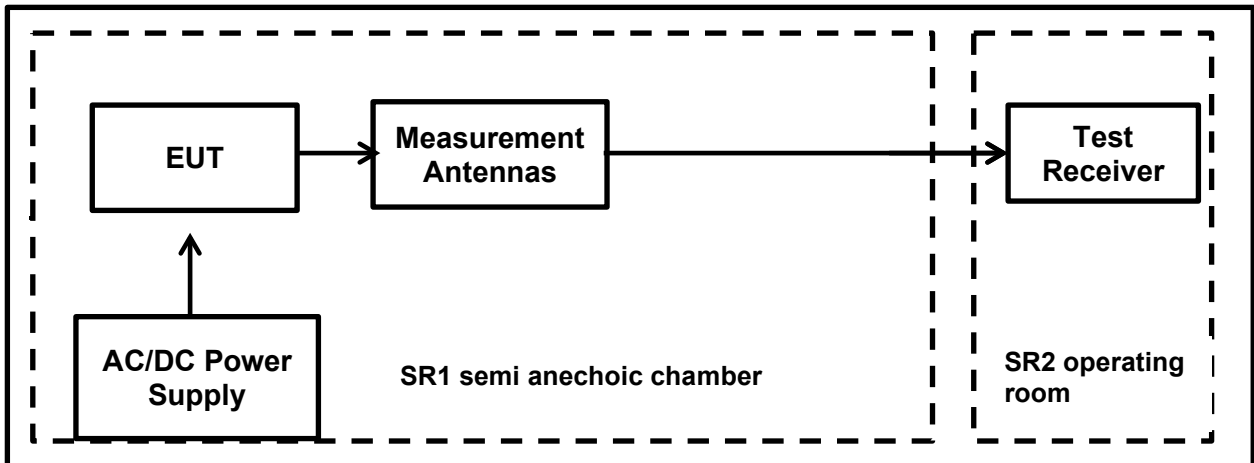 EUT
Measurement
Antennas
Test
Receiver
AC/DC Power
Supply
SR1 semi anechoic chamber
SR2 operating
room